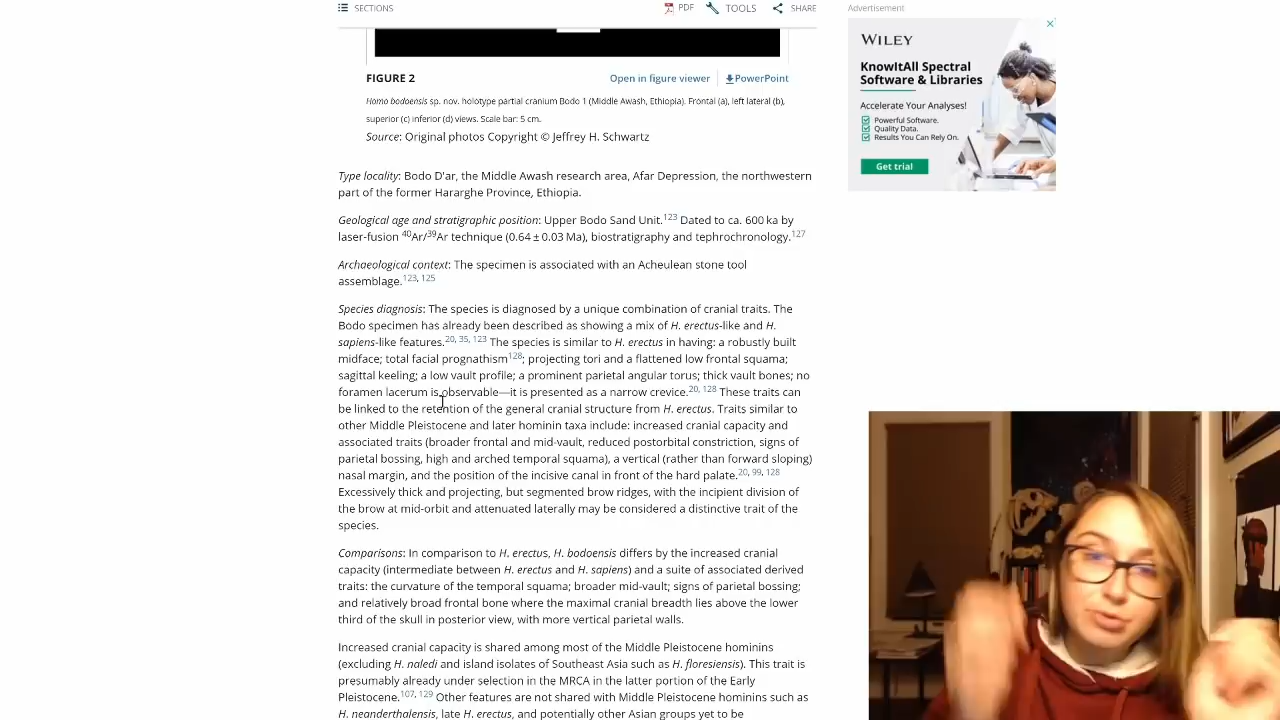 SECTIONS
PDF TOOLS SHARE
Advertisement
FIGURE 2
Open in figure viewer PowerPoint
Homo bodoensis sp. nov. holotype partial cranium Bodo 1 (Middle Awash, Ethiopia). Frontal (a), left lateral (b),
superior (c) inferior (d) views. Scale bar: 5 cm.
Source: Original photos Copyright © Jeffrey H. Schwartz
Type locality: Bodo D'ar, the Middle Awash research area, Afar Depression, the northwestern
part of the former Hararghe Province, Ethiopia.
Geological age and stratigraphic position: Upper Bodo Sand Unit.123 Dated to ca. 600 ka by
laser-fusion 40Ar/39Ar technique (0.64 ± 0.03 Ma), biostratigraphy and tephrochronology.127
Archaeological context: The specimen is associated with an Acheulean stone tool
assemblage.123, 125
Species diagnosis: The species is diagnosed by a unique combination of cranial traits. The
Bodo specimen has already been described as showing a mix of H. erectus-like and H.
sapiens-like features.20, 35, 123 The species is similar to H. erectus in having: a robustly built
midface; total facial prognathism128; projecting tori and a flattened low frontal squama;
sagittal keeling; a low vault profile; a prominent parietal angular torus; thick vault bones; no
foramen lacerum is observable—it is presented as a narrow crevice.20, 128 These traits can
be linked to the retention of the general cranial structure from H. erectus. Traits similar to
other Middle Pleistocene and later hominin taxa include: increased cranial capacity and
associated traits (broader frontal and mid-vault, reduced postorbital constriction, signs of
parietal bossing, high and arched temporal squama), a vertical (rather than forward sloping)
nasal margin, and the position of the incisive canal in front of the hard palate.20, 99, 128
Excessively thick and projecting, but segmented brow ridges, with the incipient division of
the brow at mid-orbit and attenuated laterally may be considered a distinctive trait of the
species.
Comparisons: In comparison to H. erectus, H. bodoensis differs by the increased cranial
capacity (intermediate between H. erectus and H. sapiens) and a suite of associated derived
traits: the curvature of the temporal squama; broader mid-vault; signs of parietal bossing;
and relatively broad frontal bone where the maximal cranial breadth lies above the lower
third of the skull in posterior view, with more vertical parietal walls.
Increased cranial capacity is shared among most of the Middle Pleistocene hominins
(excluding H. naledi and island isolates of Southeast Asia such as H. floresiensis). This trait is
presumably already under selection in the MRCA in the latter portion of the Early
Pleistocene.107, 129 Other features are not shared with Middle Pleistocene hominins such as
H. neanderthalensis, late H. erectus, and potentially other Asian groups yet to be
WILEY
KnowItAll Spectral
Software & Libraries
Accelerate Your Analyses!
Powerful Software.
Quality Data.
Results You Can Rely On.
Get trial